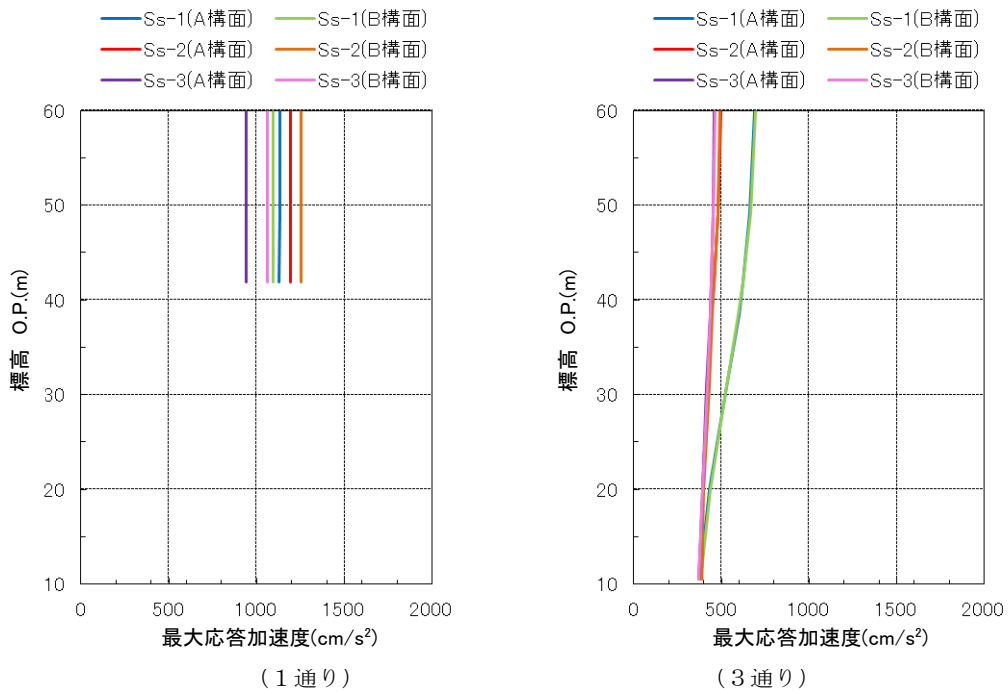 Ss-1(A構面) Ss-1(B構面)
Ss-2(A構面) Ss-2(B構面)
Ss-3(A構面) Ss-3(B構面)
60
50
40
30
20
10
標高 O.P.(m)
0 500 1000 1500 2000
最大応答加速度(cm/s²)
(1通り)
Ss-1(A構面) Ss-1(B構面)
Ss-2(A構面) Ss-2(B構面)
Ss-3(A構面) Ss-3(B構面)
60
50
40
30
20
10
標高 O.P.(m)
0 500 1000 1500 2000
最大応答加速度(cm/s²)
(3通り)